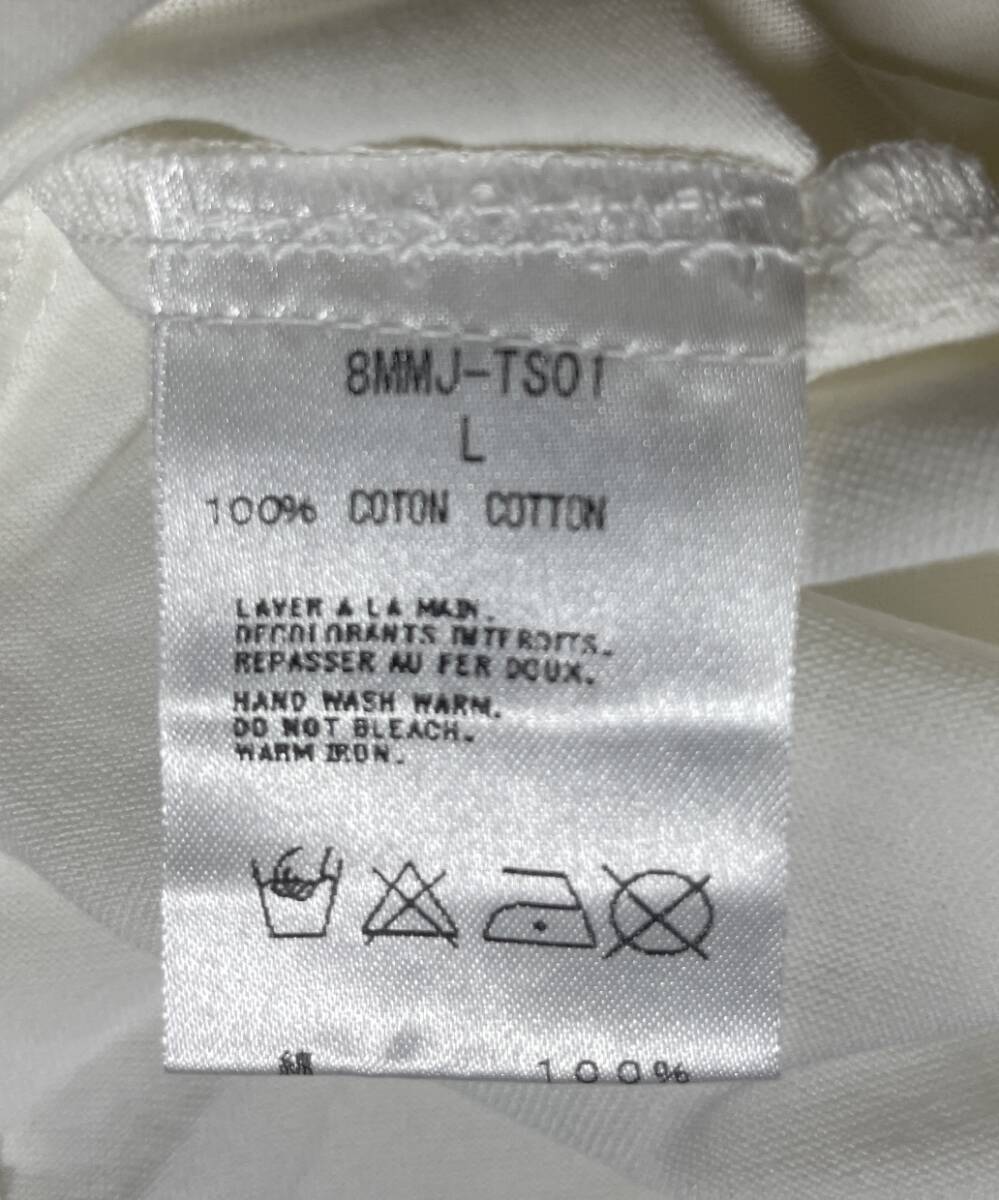 8MMJ-TS01
L
100% COTON COTTON
LAVER A LA MAIN.
DECOLORANTS INTERDITS.
REPASSER AU FER DOUX.
HAND WASH WARM.
DO NOT BLEACH.
WARM IRON.
綿 100%